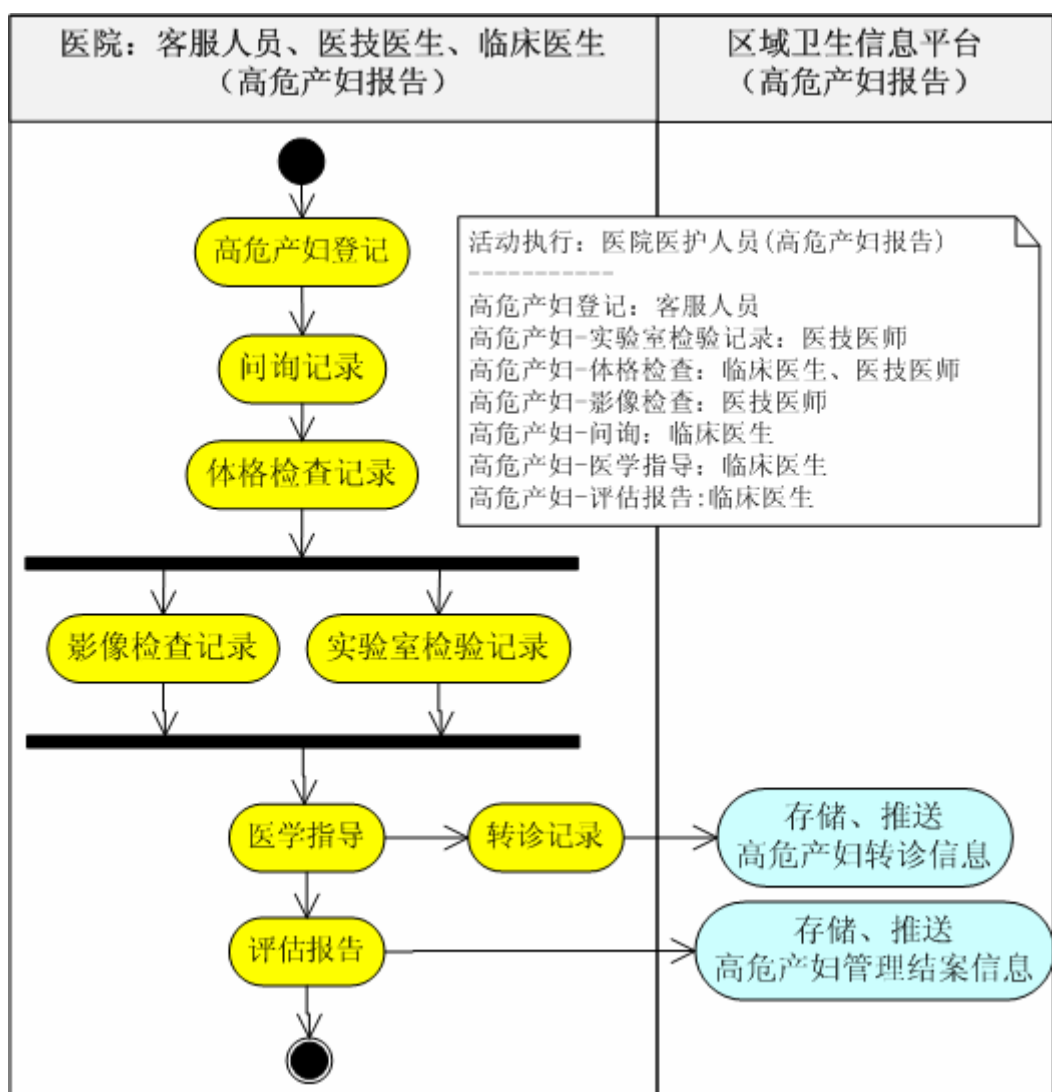 医院：客服人员、医技医生、临床医生
（高危产妇报告）
区域卫生信息平台
（高危产妇报告）
高危产妇登记
问询记录
体格检查记录
活动执行：医院医护人员(高危产妇报告)
-----------
高危产妇登记：客服人员
高危产妇-实验室检验记录：医技医师
高危产妇-体格检查：临床医生、医技医师
高危产妇-影像检查：医技医师
高危产妇-问询：临床医生
高危产妇-医学指导：临床医生
高危产妇-评估报告:临床医生
影像检查记录
实验室检验记录
医学指导
转诊记录
存储、推送
高危产妇转诊信息
评估报告
存储、推送
高危产妇管理结案信息